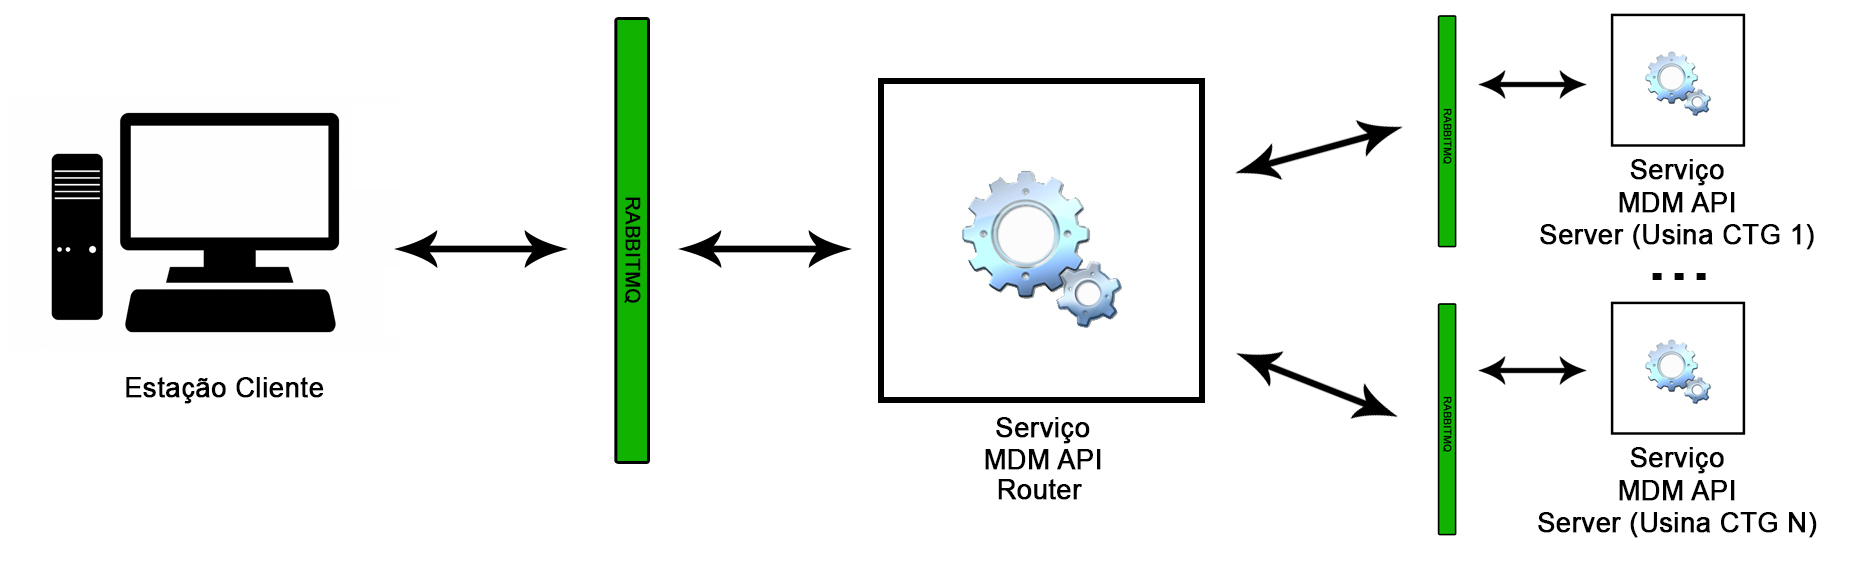 Estação Cliente
RABBITMQ
Serviço
MDM API
Router
RABBITMQ
Serviço
MDM API
Server (Usina CTG 1)
...
RABBITMQ
Serviço
MDM API
Server (Usina CTG N)